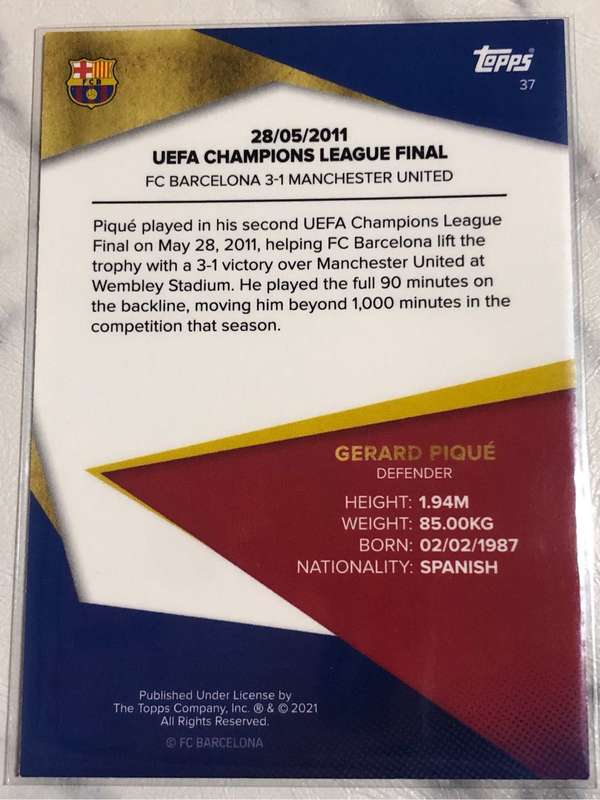 FCB
Topps
37
28/05/2011
UEFA CHAMPIONS LEAGUE FINAL
FC BARCELONA 3-1 MANCHESTER UNITED
Piqué played in his second UEFA Champions League
Final on May 28, 2011, helping FC Barcelona lift the
trophy with a 3-1 victory over Manchester United at
Wembley Stadium. He played the full 90 minutes on
the backline, moving him beyond 1,000 minutes in the
competition that season.
GERARD PIQUÉ
DEFENDER
HEIGHT: 1.94M
WEIGHT: 85.00KG
BORN: 02/02/1987
NATIONALITY: SPANISH
Published Under License by
The Topps Company, Inc. ® & © 2021
All Rights Reserved.
© FC BARCELONA